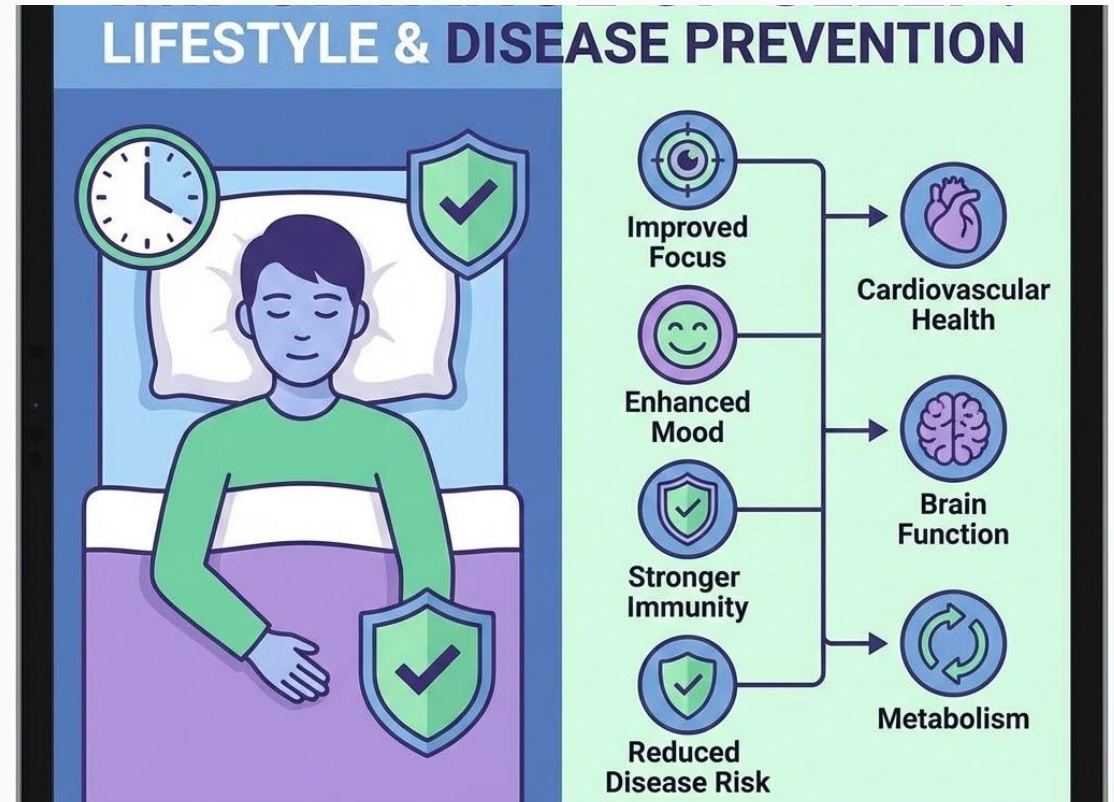 LIFESTYLE & DISEASE PREVENTION
Improved
Focus
Enhanced
Mood
Stronger
Immunity
Reduced
Disease Risk
Cardiovascular
Health
Brain
Function
Metabolism